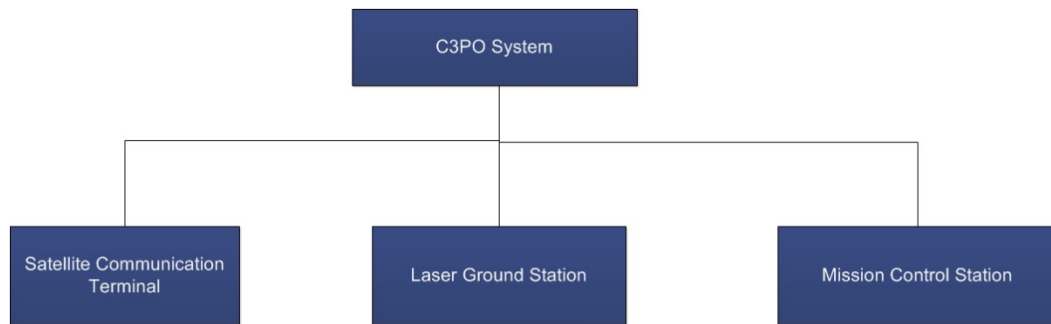 C3PO System
Satellite Communication
Terminal
Laser Ground Station
Mission Control Station